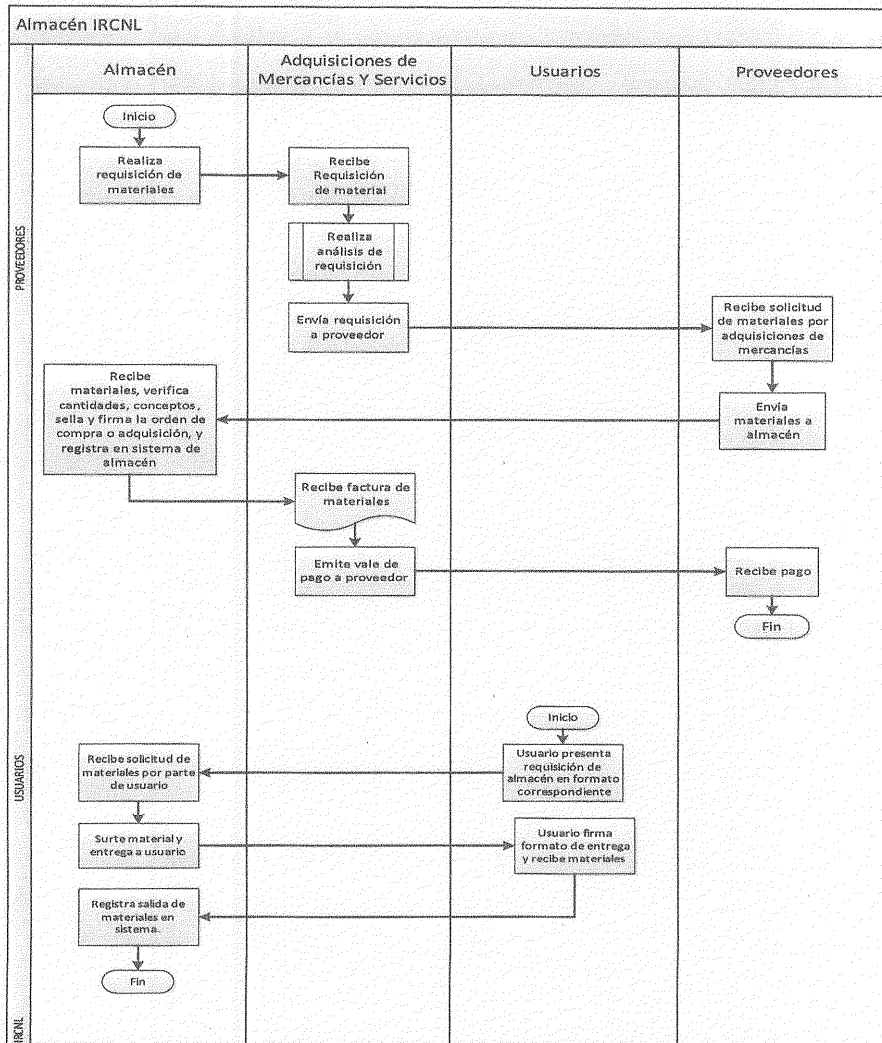 Almacén IRCNL
Almacén
Adquisiciones de
Mercancías Y Servicios
Usuarios
Proveedores
PROVEEDORES
Inicio
Realiza
requisición de
materiales
Recibe
Requisición
de material
Realiza
análisis de
requisición
Envía requisición
a proveedor
Recibe solicitud
de materiales por
adquisiciones de
mercancías
Envía
materiales a
almacén
Recibe
materiales, verifica
cantidades, conceptos,
sella y firma la orden de
compra o adquisición, y
registra en sistema de
almacén
Recibe factura de
materiales
Emite vale de
pago a proveedor
Recibe pago
Fin
USUARIOS
Inicio
Usuario presenta
requisición de
almacén en formato
correspondiente
Recibe solicitud de
materiales por parte
de usuario
Surte material y
entrega a usuario
Usuario firma
formato de entrega
y recibe materiales
Registra salida de
materiales en
sistema.
Fin
IRCNL